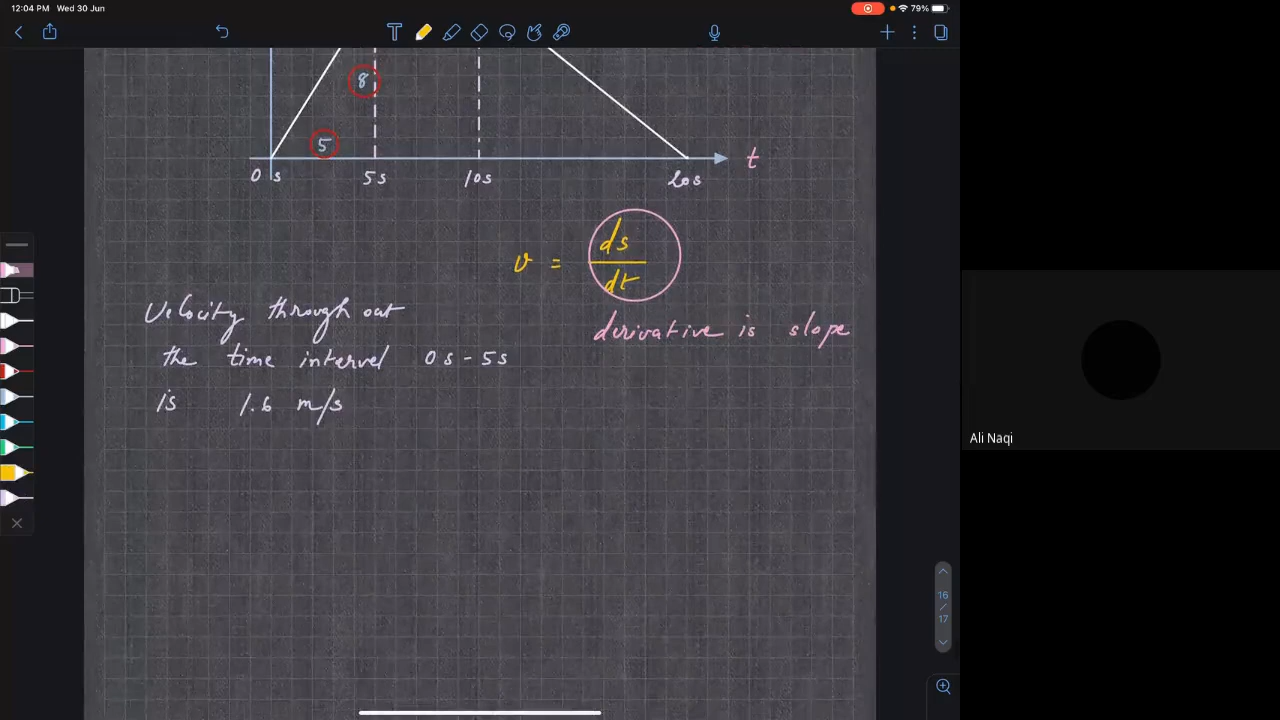 12:04 PM Wed 30 Jun
79%
T
8
5
0 s 5 s 10 s 20 s
t
v = ds
dt
derivative is slope
Velocity through out
the time interval 0 s - 5 s
is 1.6 m/s
Ali Naqi
16
/
17